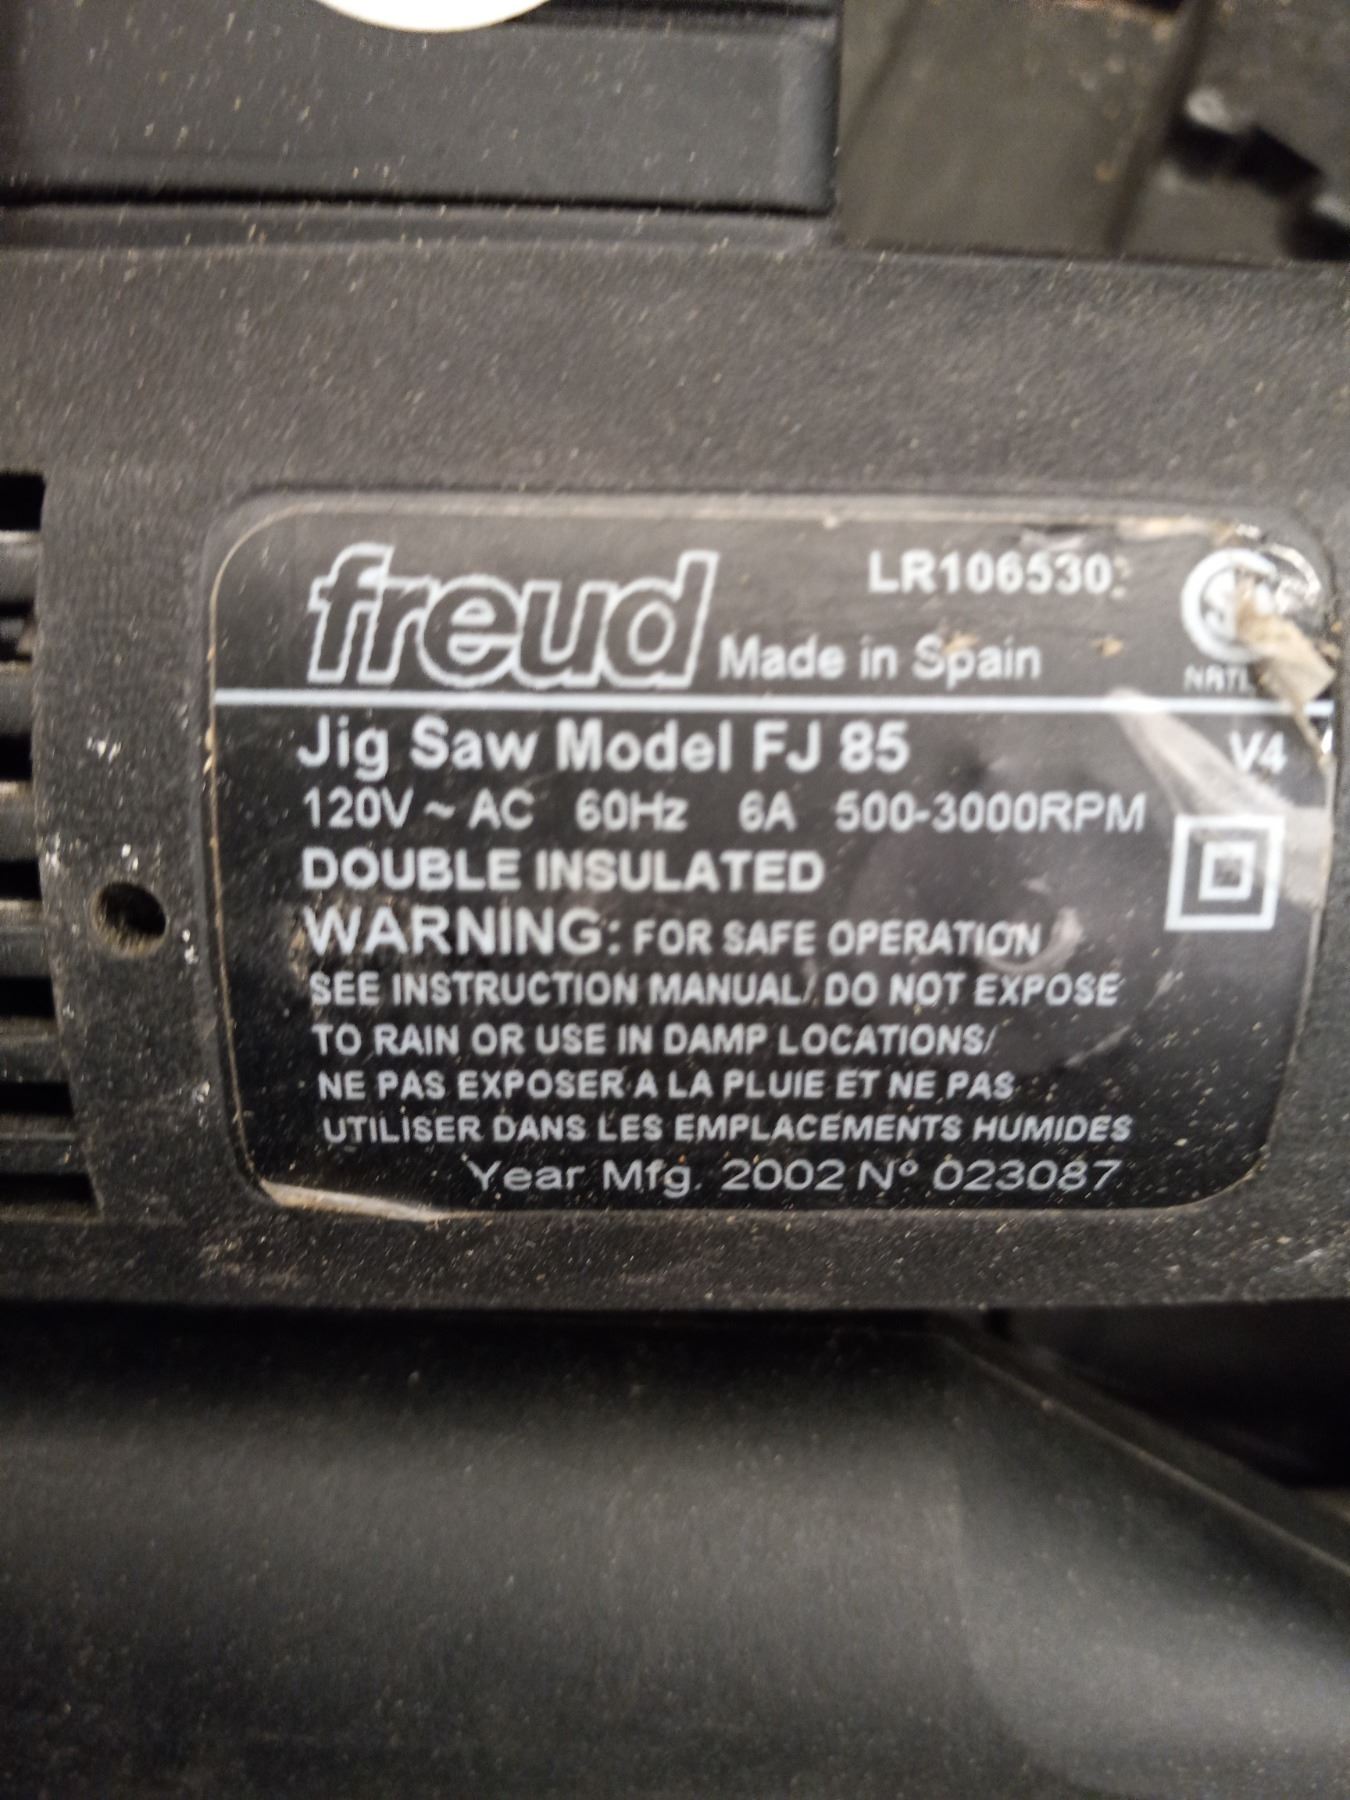 freud Made in Spain LR106530
Jig Saw Model FJ 85 V4
120V ~ AC 60Hz 6A 500-3000RPM
DOUBLE INSULATED
WARNING: FOR SAFE OPERATION
SEE INSTRUCTION MANUAL/ DO NOT EXPOSE
TO RAIN OR USE IN DAMP LOCATIONS/
NE PAS EXPOSER A LA PLUIE ET NE PAS
UTILISER DANS LES EMPLACEMENTS HUMIDES
Year Mfg. 2002 Nº 023087